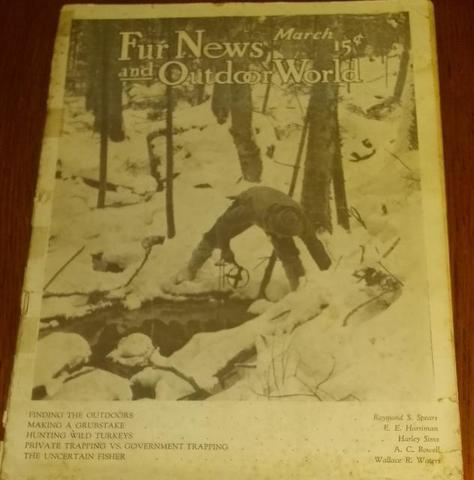 March
15¢
Fur News
and Outdoor World
FINDING THE OUTDOORS
MAKING A GRUBSTAKE
HUNTING WILD TURKEYS
PRIVATE TRAPPING VS. GOVERNMENT TRAPPING
THE UNCERTAIN FISHER
Raymond S. Spears
E. E. Harriman
Harley Sims
A. C. Rowell
Wallace R. Waters